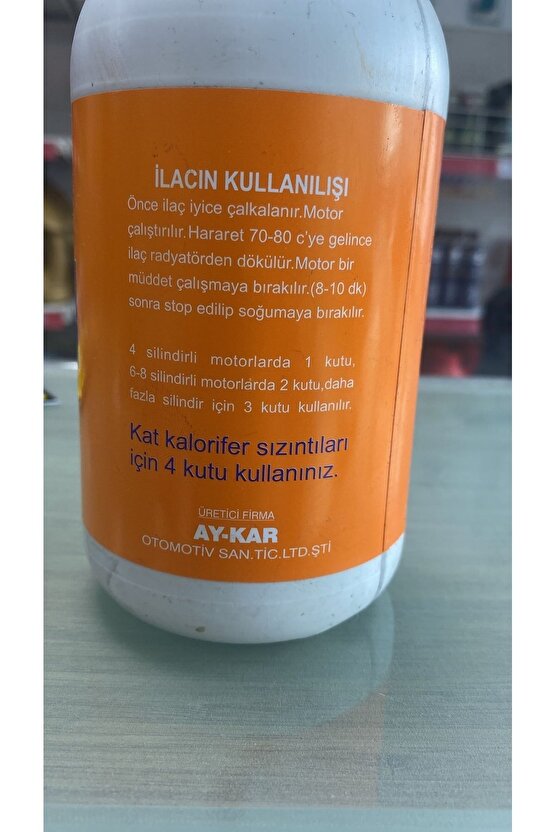 İLACIN KULLANILIŞI
Önce ilaç iyice çalkalanır.Motor
çalıştırılır.Hararet 70-80 c'ye gelince
ilaç radyatörden dökülür.Motor bir
müddet çalışmaya bırakılır.(8-10 dk)
sonra stop edilip soğumaya bırakılır.
4 silindirli motorlarda 1 kutu,
6-8 silindirli motorlarda 2 kutu,daha
fazla silindir için 3 kutu kullanılır.
Kat kalorifer sızıntıları
için 4 kutu kullanınız.
ÜRETİCİ FİRMA
AY-KAR
OTOMOTİV SAN.TİC.LTD.ŞTİ